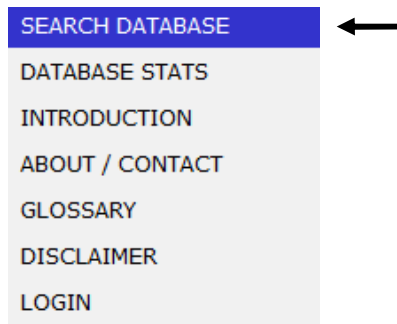 SEARCH DATABASE
DATABASE STATS
INTRODUCTION
ABOUT / CONTACT
GLOSSARY
DISCLAIMER
LOGIN